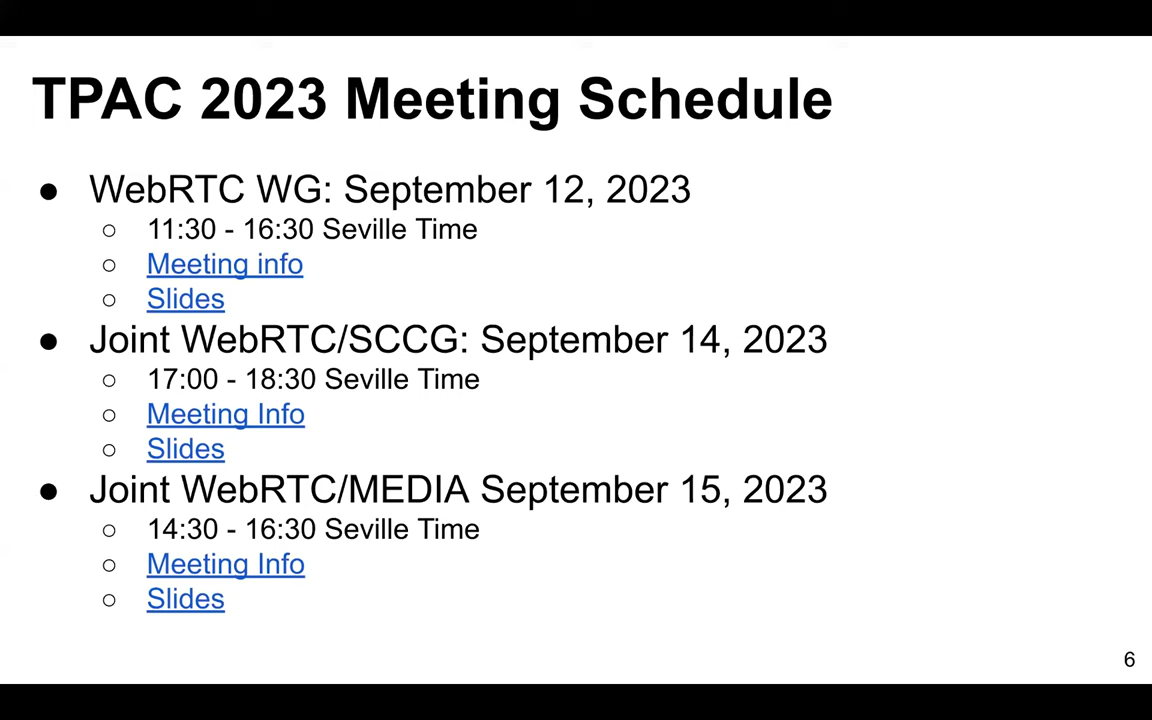 TPAC 2023 Meeting Schedule
● WebRTC WG: September 12, 2023
○ 11:30 - 16:30 Seville Time
○ Meeting info
○ Slides
● Joint WebRTC/SCCG: September 14, 2023
○ 17:00 - 18:30 Seville Time
○ Meeting Info
○ Slides
● Joint WebRTC/MEDIA September 15, 2023
○ 14:30 - 16:30 Seville Time
○ Meeting Info
○ Slides
6